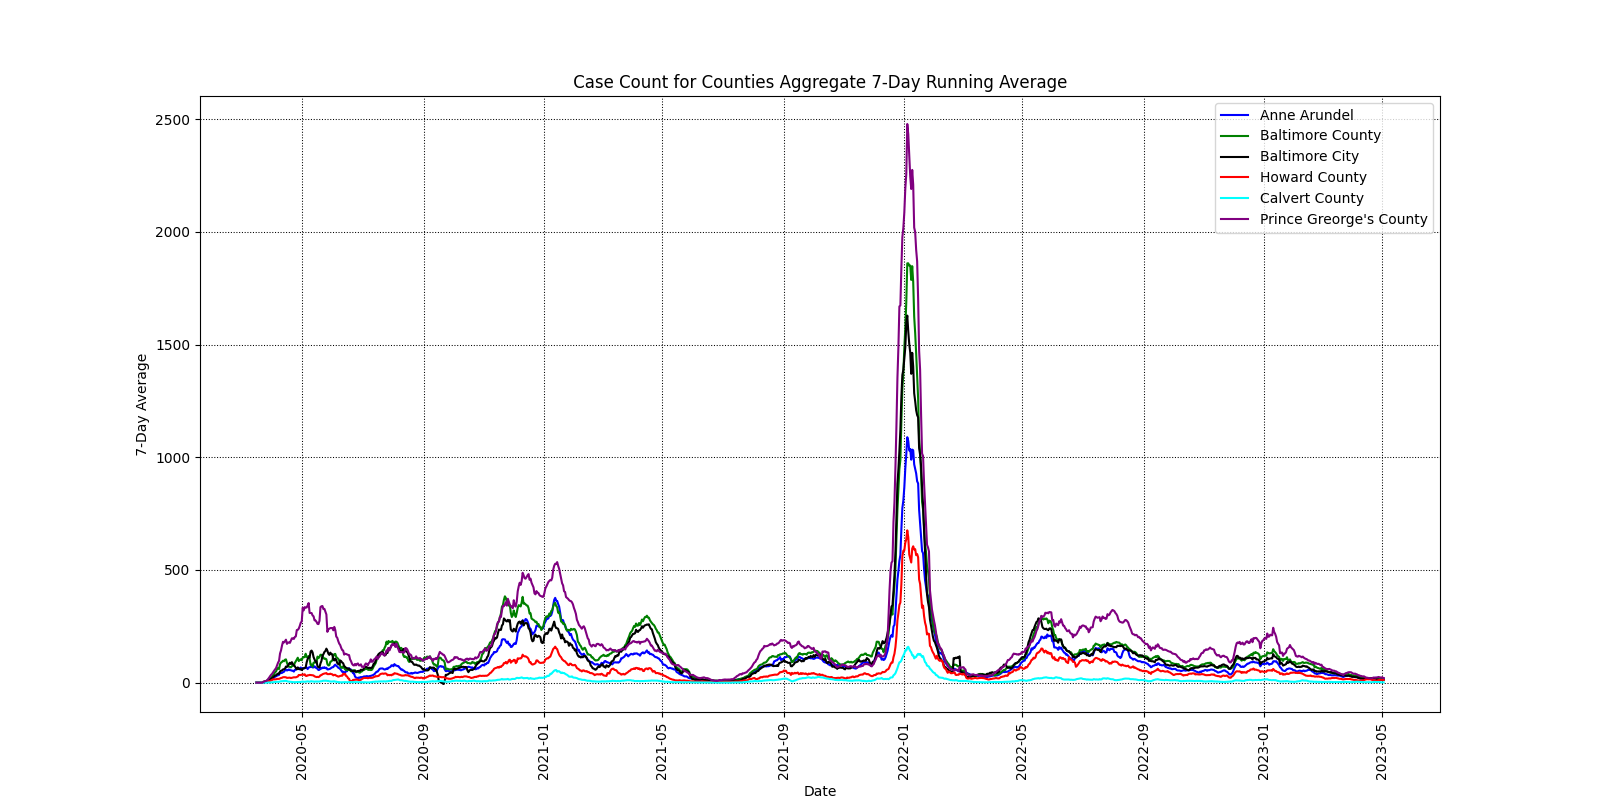 Case Count for Counties Aggregate 7-Day Running Average
2500
2000
1500
1000
500
0
7-Day Average
Anne Arundel
Baltimore County
Baltimore City
Howard County
Calvert County
Prince Greorge's County
2020-05
2020-09
2021-01
2021-05
2021-09
2022-01
2022-05
2022-09
2023-01
2023-05
Date